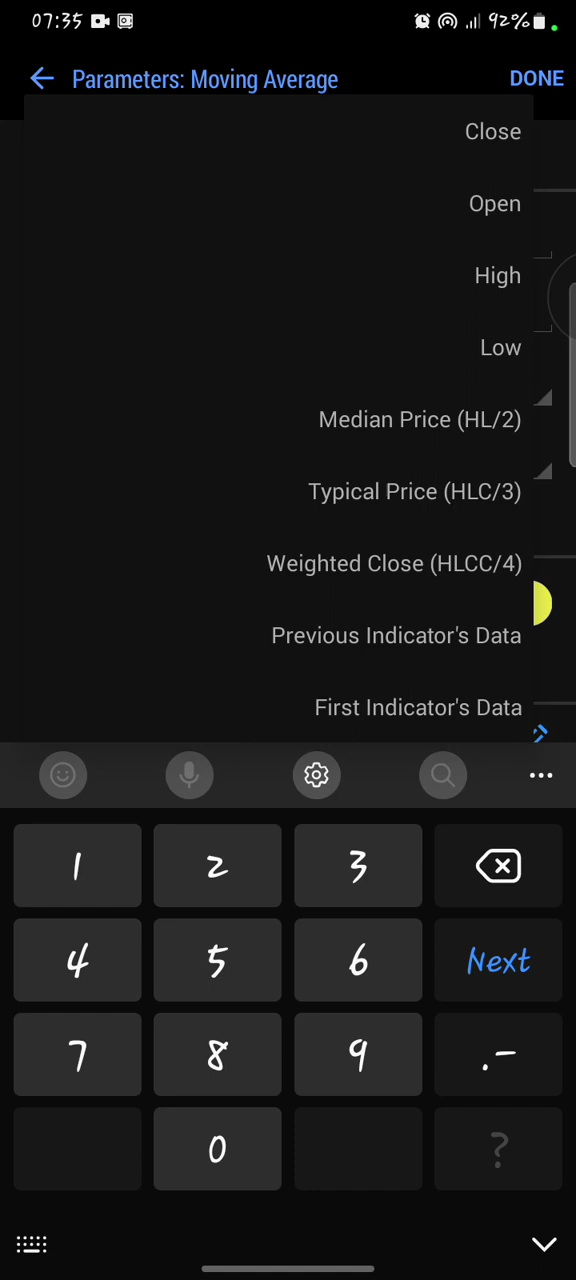 07:35 92%
Parameters: Moving Average DONE
Close
Open
High
Low
Median Price (HL/2)
Typical Price (HLC/3)
Weighted Close (HLCC/4)
Previous Indicator's Data
First Indicator's Data
1 2 3
4 5 6 Next
7 8 9 .-
0 ?